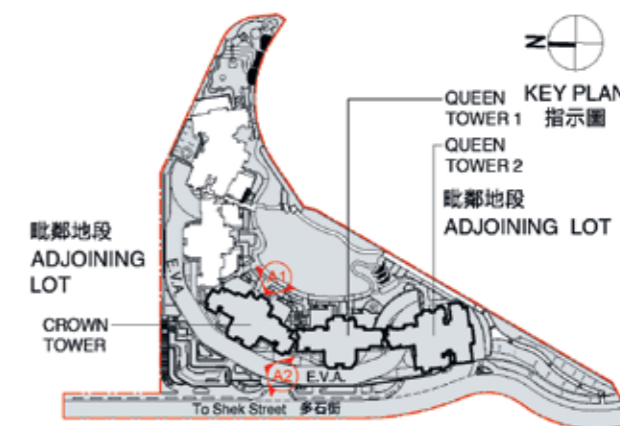 N
KEY PLAN
指示圖
QUEEN
TOWER 1
QUEEN
TOWER 2
毗鄰地段
ADJOINING LOT
毗鄰地段
ADJOINING
LOT
E.V.A.
A1
CROWN
TOWER
A2
E.V.A.
To Shek Street 多石街